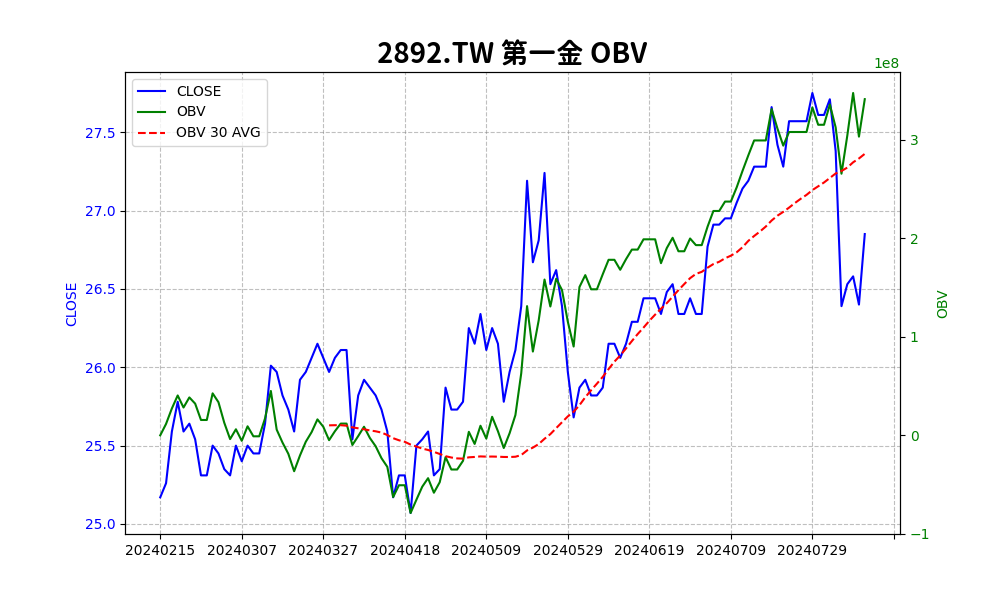 2892.TW 第一金 OBV
1e8
CLOSE
OBV
OBV 30 AVG
27.5
27.0
26.5
26.0
25.5
25.0
CLOSE
3
2
1
0
−1
OBV
20240215 20240307 20240327 20240418 20240509 20240529 20240619 20240709 20240729